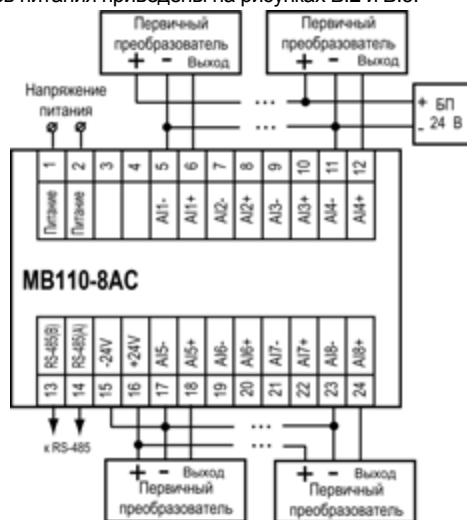 ь питания приведены на рисунках В.2 и В.3.
Первичный
преобразователь
+ – Выход
Первичный
преобразователь
+ – Выход
Напряжение
питания
+ БП
- 24 В
...
...
1 2 3 4 5 6 7 8 9 10 11 12
Питание Питание AI1- AI1+ AI2- AI2+ AI3- AI3+ AI4- AI4+
МВ110-8АС
RS-485(B) RS-485(A) -24V +24V AI5- AI5+ AI6- AI6+ AI7- AI7+ AI8- AI8+
13 14 15 16 17 18 19 20 21 22 23 24
к RS-485
...
...
+ – Выход
Первичный
преобразователь
+ – Выход
Первичный
преобразователь